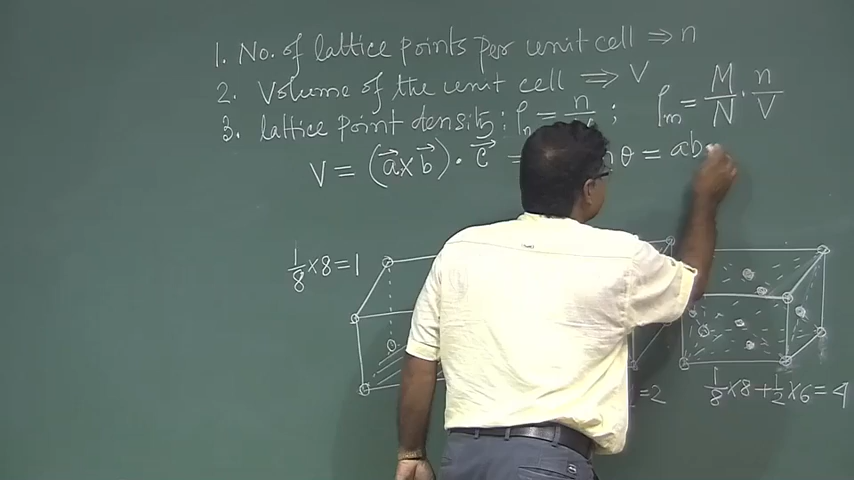 1. No. of lattice points per unit cell ⇒ n
2. Volume of the unit cell ⇒ V
3. lattice point density: ρₙ = n ; ρₘ = M/N · n/V
V = (a⃗ × b⃗) · c⃗ = θ = ab
1/8 × 8 = 1
= 2
1/8 × 8 + 1/2 × 6 = 4